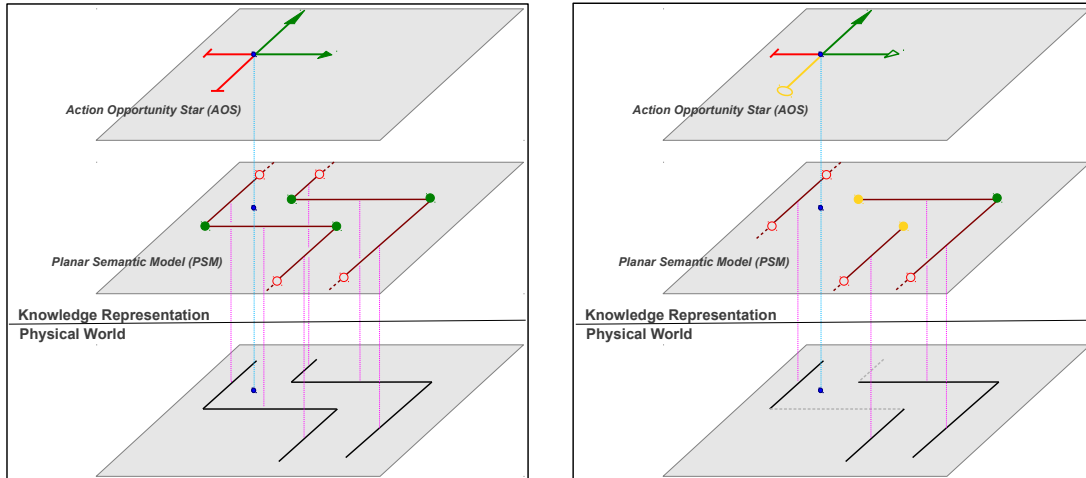 Action Opportunity Star (AOS)
Planar Semantic Model (PSM)
Knowledge Representation
Physical World
Action Opportunity Star (AOS)
Planar Semantic Model (PSM)
Knowledge Representation
Physical World